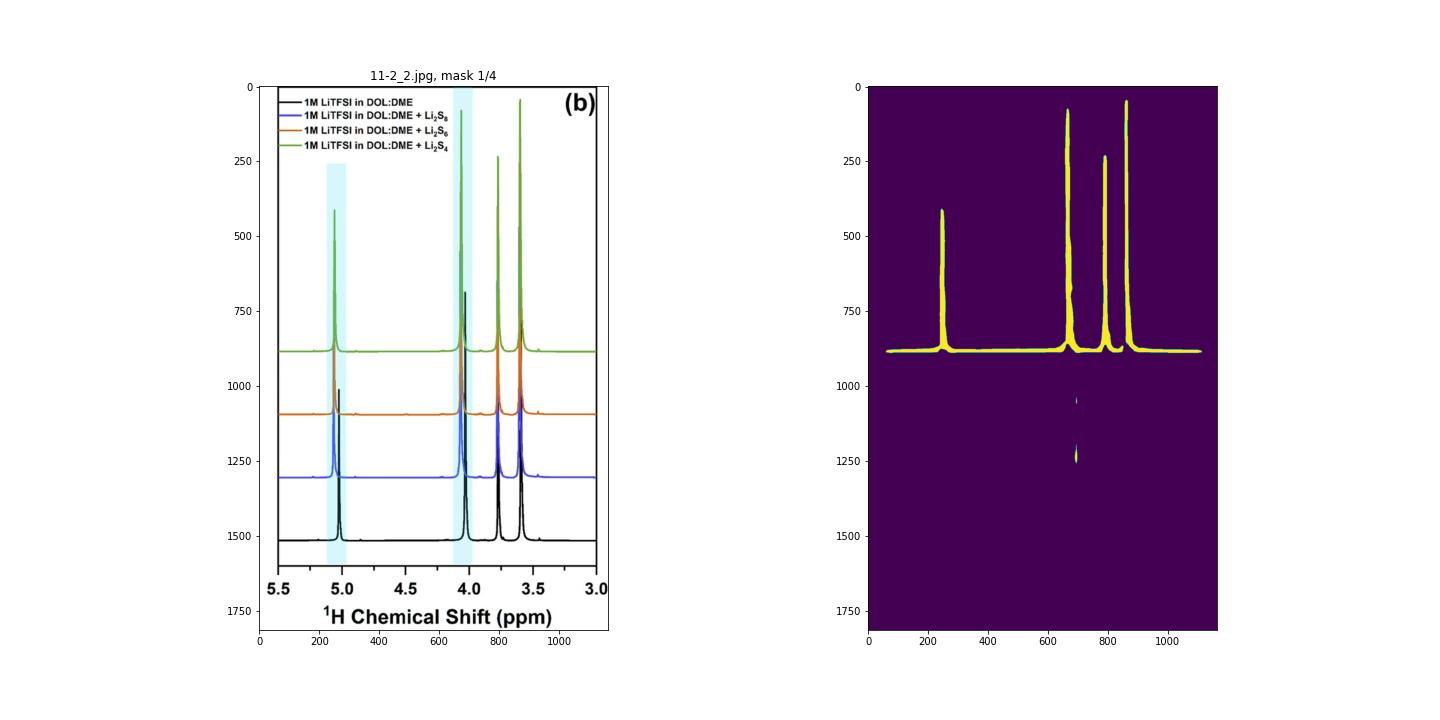 11-2_2.jpg, mask 1/4
(b)
1M LiTFSI in DOL:DME
1M LiTFSI in DOL:DME + Li₂S₈
1M LiTFSI in DOL:DME + Li₂S₆
1M LiTFSI in DOL:DME + Li₂S₄
0
250
500
750
1000
1250
1500
1750
5.5 5.0 4.5 4.0 3.5 3.0
¹H Chemical Shift (ppm)
0 200 400 600 800 1000
0
250
500
750
1000
1250
1500
1750
0 200 400 600 800 1000